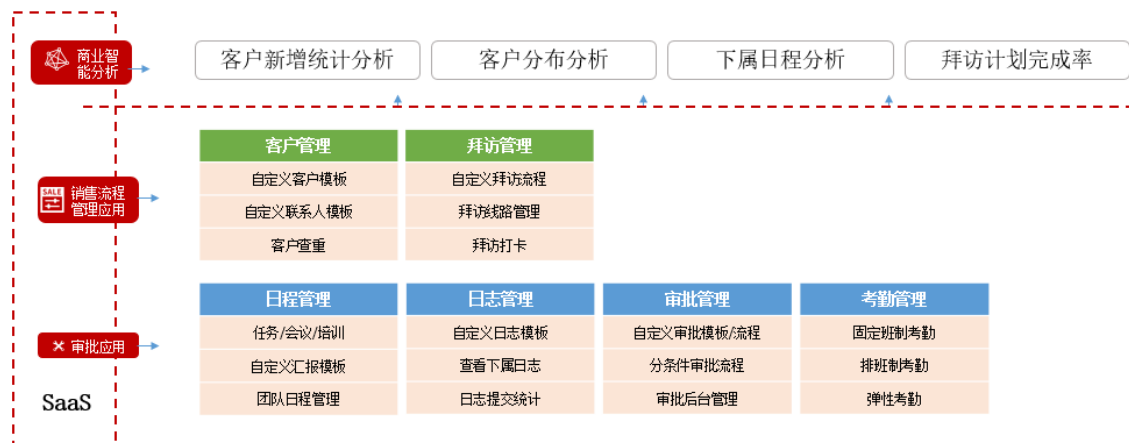 商业智
能分析
客户新增统计分析
客户分布分析
下属日程分析
拜访计划完成率
SALE
销售流程
管理应用
客户管理
拜访管理
自定义客户模板
自定义拜访流程
自定义联系人模板
拜访线路管理
客户查重
拜访打卡
审批应用
日程管理
日志管理
审批管理
考勤管理
任务/会议/培训
自定义日志模板
自定义审批模板/流程
固定班制考勤
自定义汇报模板
查看下属日志
分条件审批流程
排班制考勤
团队日程管理
日志提交统计
审批后台管理
弹性考勤
SaaS